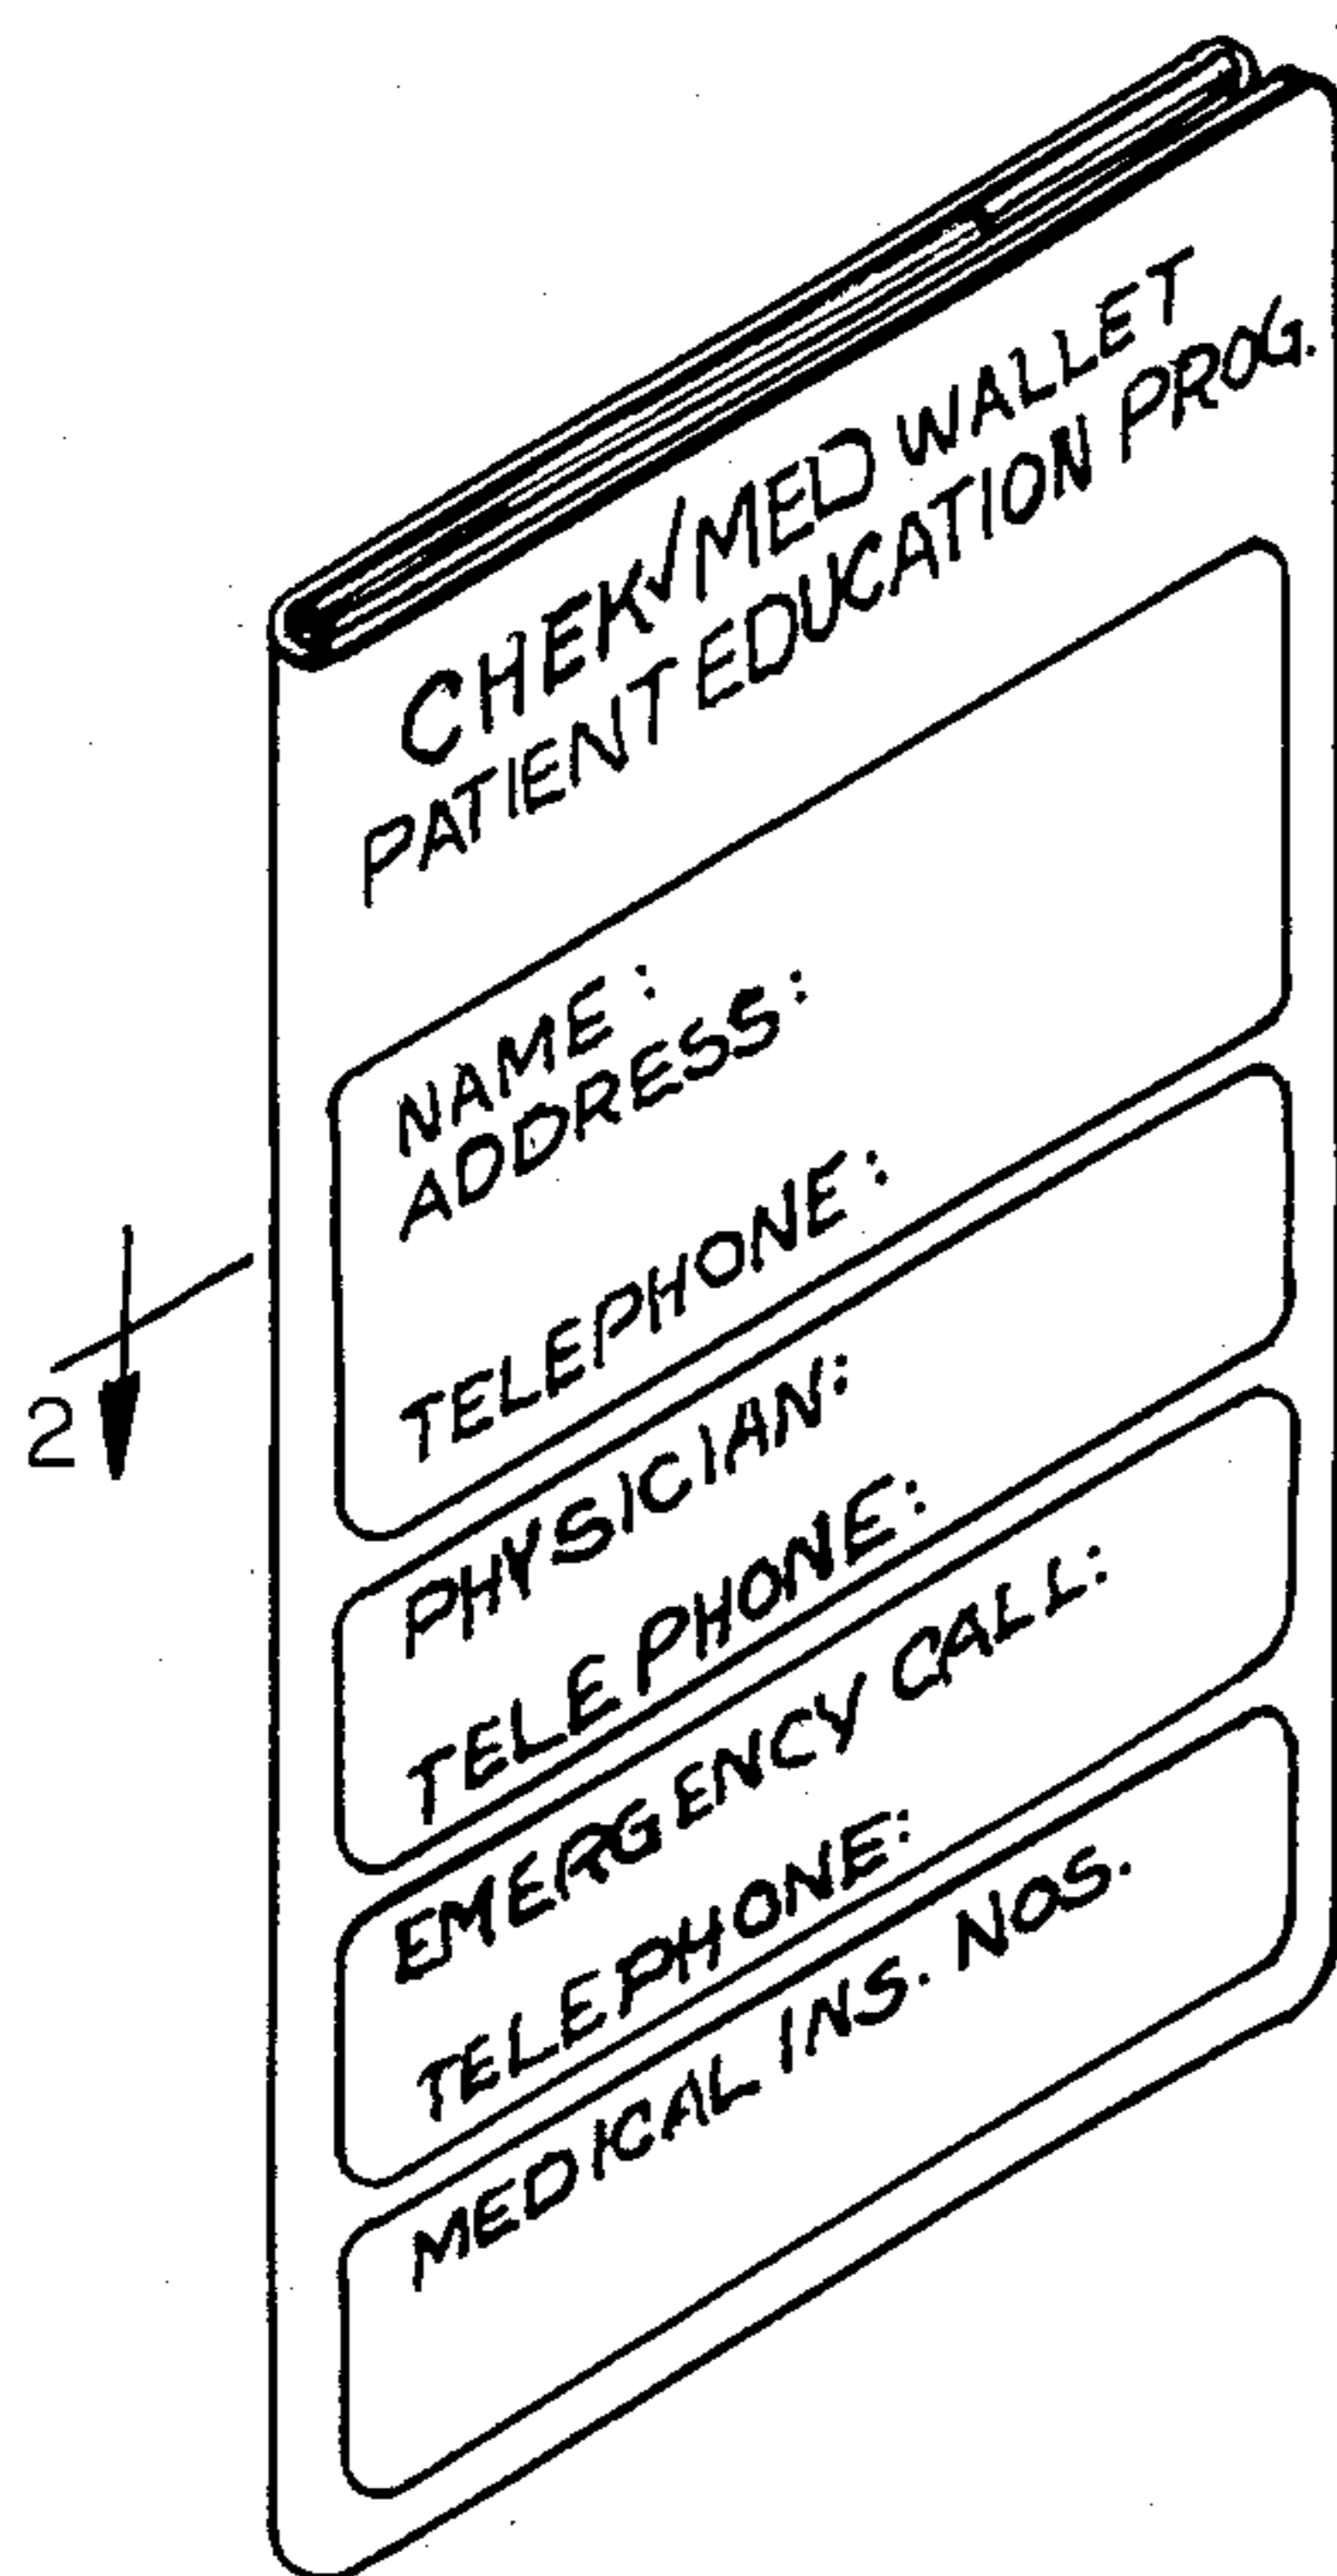 CHEK√MED WALLET
PATIENT EDUCATION PROG.
NAME:
ADDRESS:
TELEPHONE:
PHYSICIAN:
TELEPHONE:
EMERGENCY CALL:
TELEPHONE:
MEDICAL INS. NOS.
2